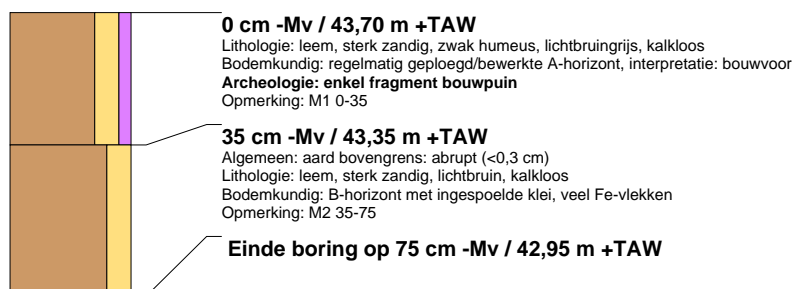 0 cm -Mv / 43,70 m +TAW
Lithologie: leem, sterk zandig, zwak humeus, lichtbruingrijs, kalkloos
Bodemkundig: regelmatig geploegd/bewerkte A-horizont, interpretatie: bouwvoor
Archeologie: enkel fragment bouwpuin
Opmerking: M1 0-35
35 cm -Mv / 43,35 m +TAW
Algemeen: aard bovengrens: abrupt (<0,3 cm)
Lithologie: leem, sterk zandig, lichtbruin, kalkloos
Bodemkundig: B-horizont met ingespoelde klei, veel Fe-vlekken
Opmerking: M2 35-75
Einde boring op 75 cm -Mv / 42,95 m +TAW